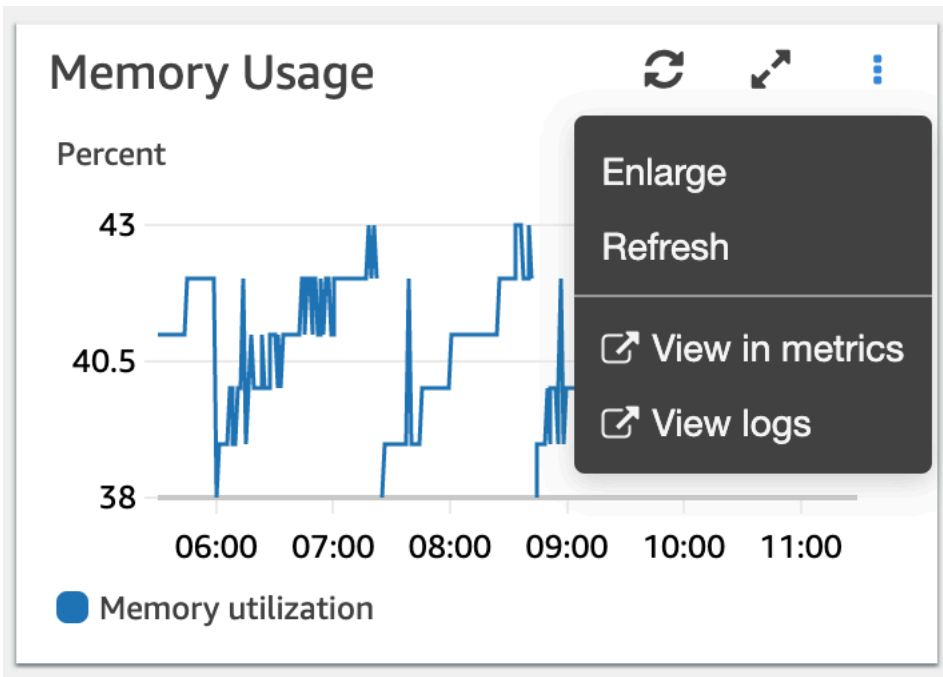 Memory Usage
Percent
Enlarge
Refresh
View in metrics
View logs
43
40.5
38
06:00 07:00 08:00 09:00 10:00 11:00
Memory utilization